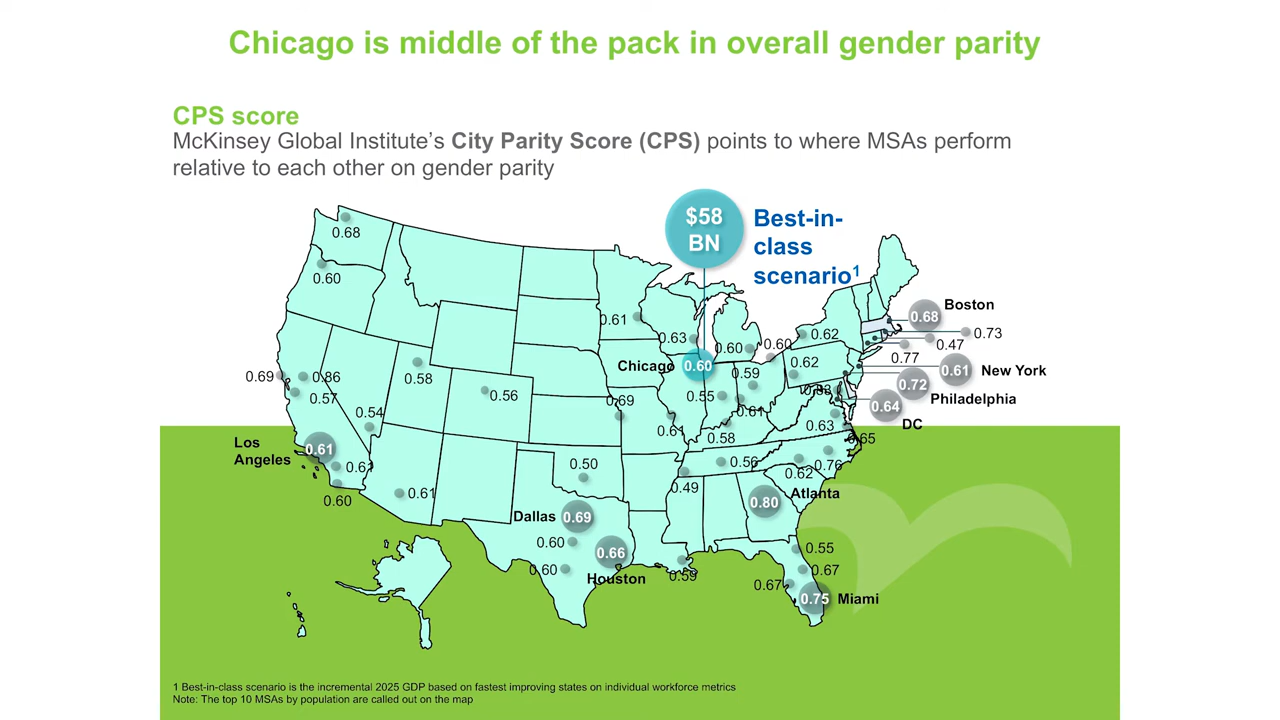 Chicago is middle of the pack in overall gender parity
CPS score
McKinsey Global Institute's City Parity Score (CPS) points to where MSAs perform
relative to each other on gender parity
$58
BN
Best-in-
class
scenario1
0.68
0.60
Boston
0.68
0.61
0.63
0.60
0.60
0.62
0.73
0.47
0.77
Chicago
0.60
0.62
0.61
New York
0.69
0.86
0.58
0.59
0.72
Philadelphia
0.57
0.56
0.69
0.55
0.61
0.64
DC
0.54
0.58
0.63
0.65
Los
Angeles
0.61
0.61
0.50
0.56
0.62
0.76
0.60
0.61
0.49
0.80
Atlanta
Dallas
0.69
0.60
0.66
0.55
0.60
Houston
0.59
0.67
0.67
0.75
Miami
1 Best-in-class scenario is the incremental 2025 GDP based on fastest improving states on individual workforce metrics
Note: The top 10 MSAs by population are called out on the map